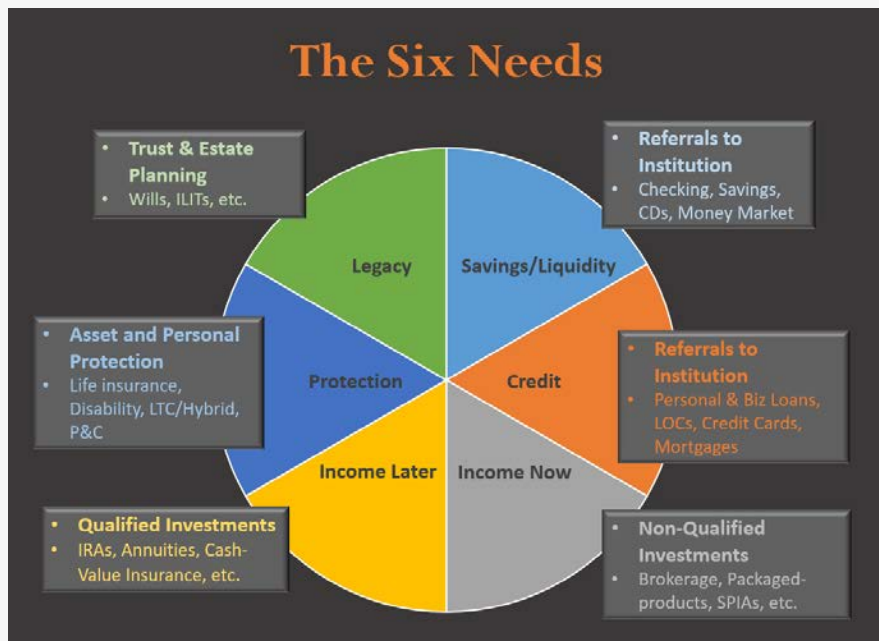 The Six Needs
• Trust & Estate
Planning
• Wills, ILITs, etc.
• Referrals to
Institution
• Checking, Savings,
CDs, Money Market
Legacy
Savings/Liquidity
• Asset and Personal
Protection
• Life insurance,
Disability, LTC/Hybrid,
P&C
Protection
Credit
• Referrals to
Institution
• Personal & Biz Loans,
LOCs, Credit Cards,
Mortgages
Income Later
Income Now
• Qualified Investments
• IRAs, Annuities, Cash-
Value Insurance, etc.
• Non-Qualified
Investments
• Brokerage, Packaged-
products, SPIAs, etc.